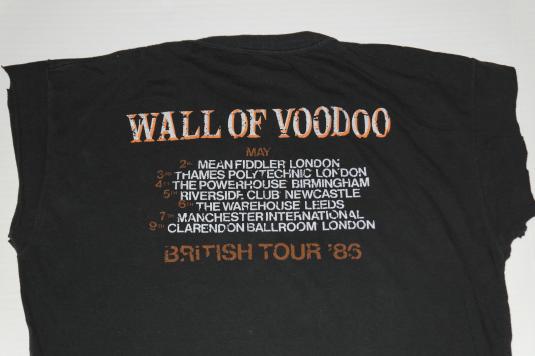 WALL OF VOODOO
MAY
2ND MEAN FIDDLER LONDON
3RD THAMES POLYTECHNIC LONDON
4TH THE POWERHOUSE BIRMINGHAM
5TH RIVERSIDE CLUB NEWCASTLE
6TH THE WAREHOUSE LEEDS
7TH MANCHESTER INTERNATIONAL
9TH CLARENDON BALLROOM LONDON
BRITISH TOUR '86